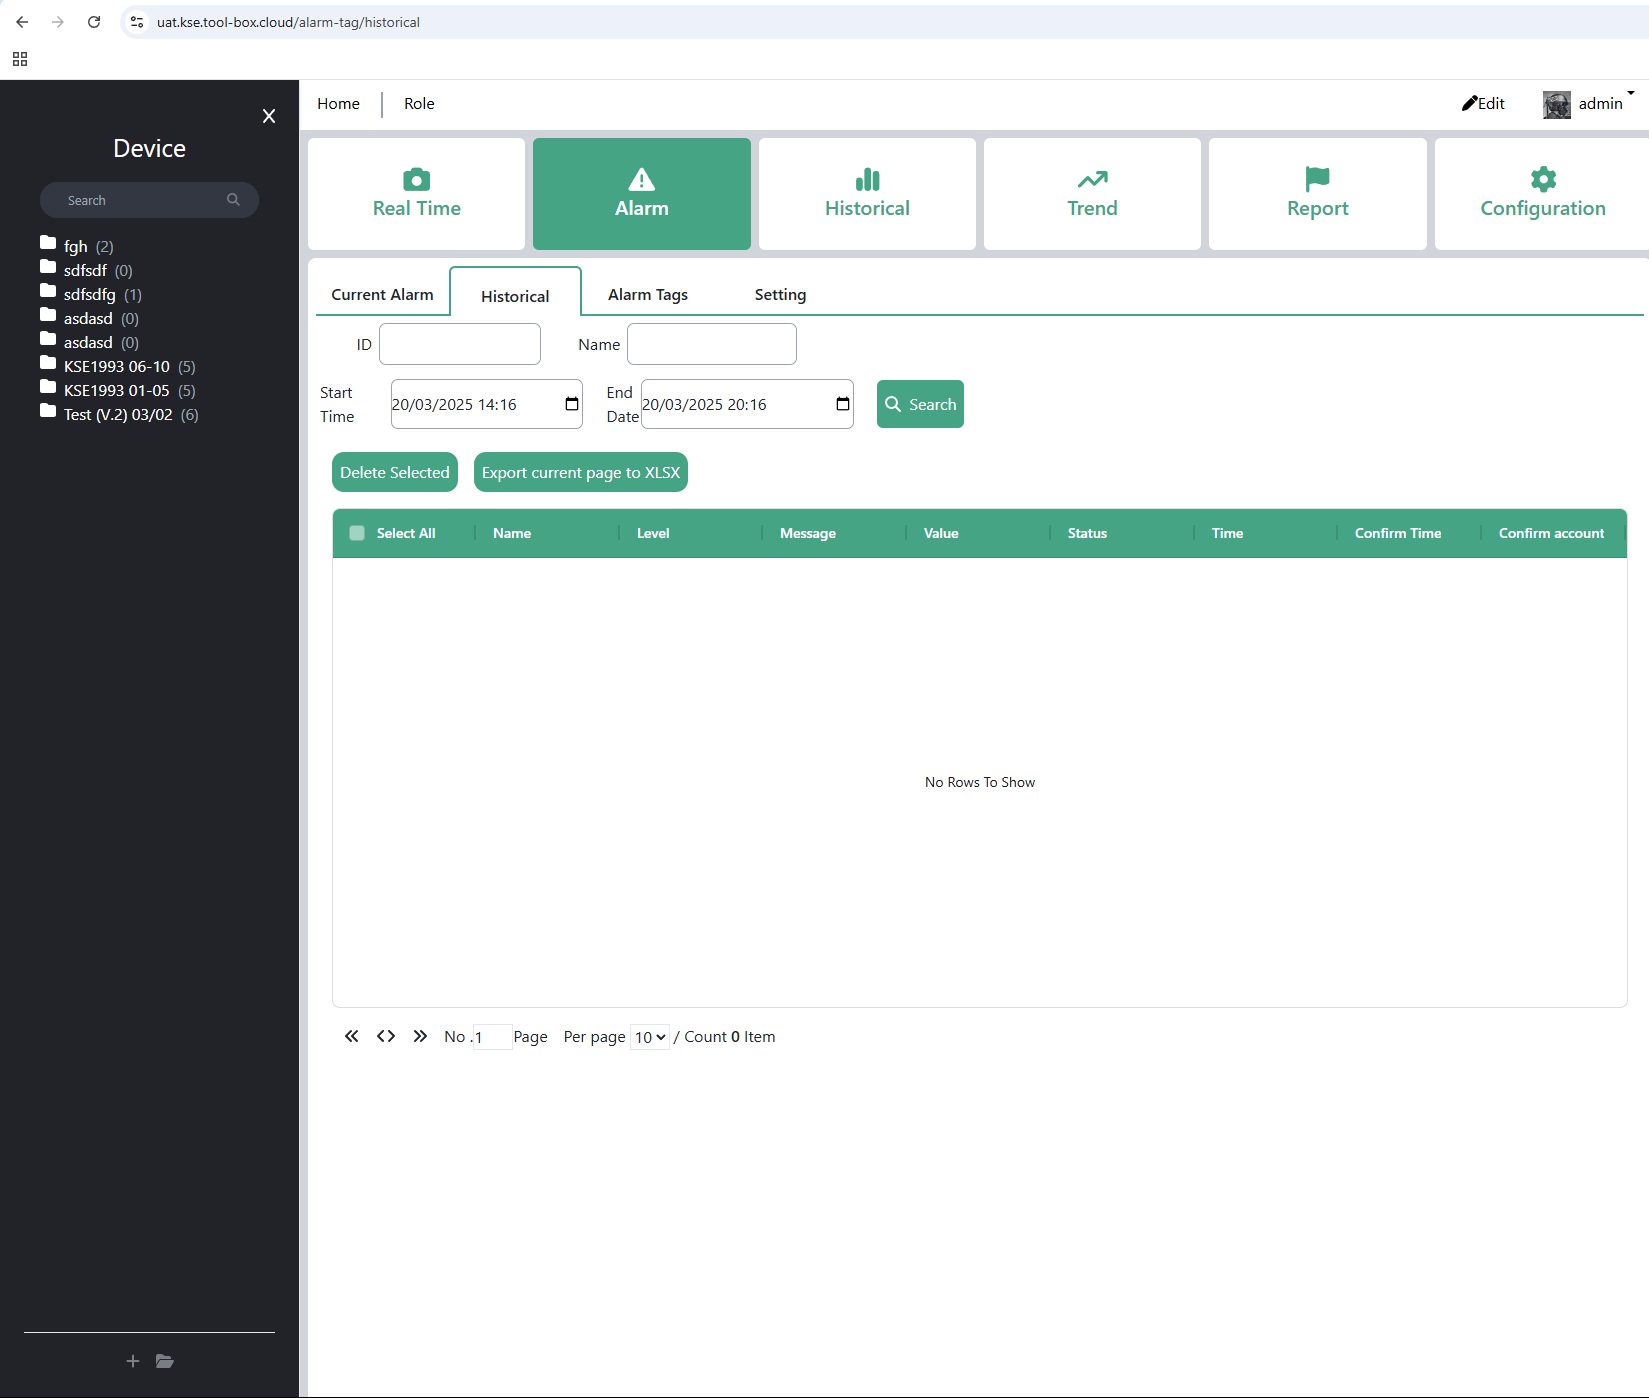 uat.kse.tool-box.cloud/alarm-tag/historical
Home
Role
Edit
admin
Device
Search
fgh (2)
sdfsdf (0)
sdfsdfg (1)
asdasd (0)
asdasd (0)
KSE1993 06-10 (5)
KSE1993 01-05 (5)
Test (V.2) 03/02 (6)
Real Time
Alarm
Historical
Trend
Report
Configuration
Current Alarm
Historical
Alarm Tags
Setting
ID
Name
Start Time 20/03/2025 14:16
End Date 20/03/2025 20:16
Search
Delete Selected
Export current page to XLSX
Select All Name Level Message Value Status Time Confirm Time Confirm account
No Rows To Show
No .1 Page Per page 10 / Count 0 Item